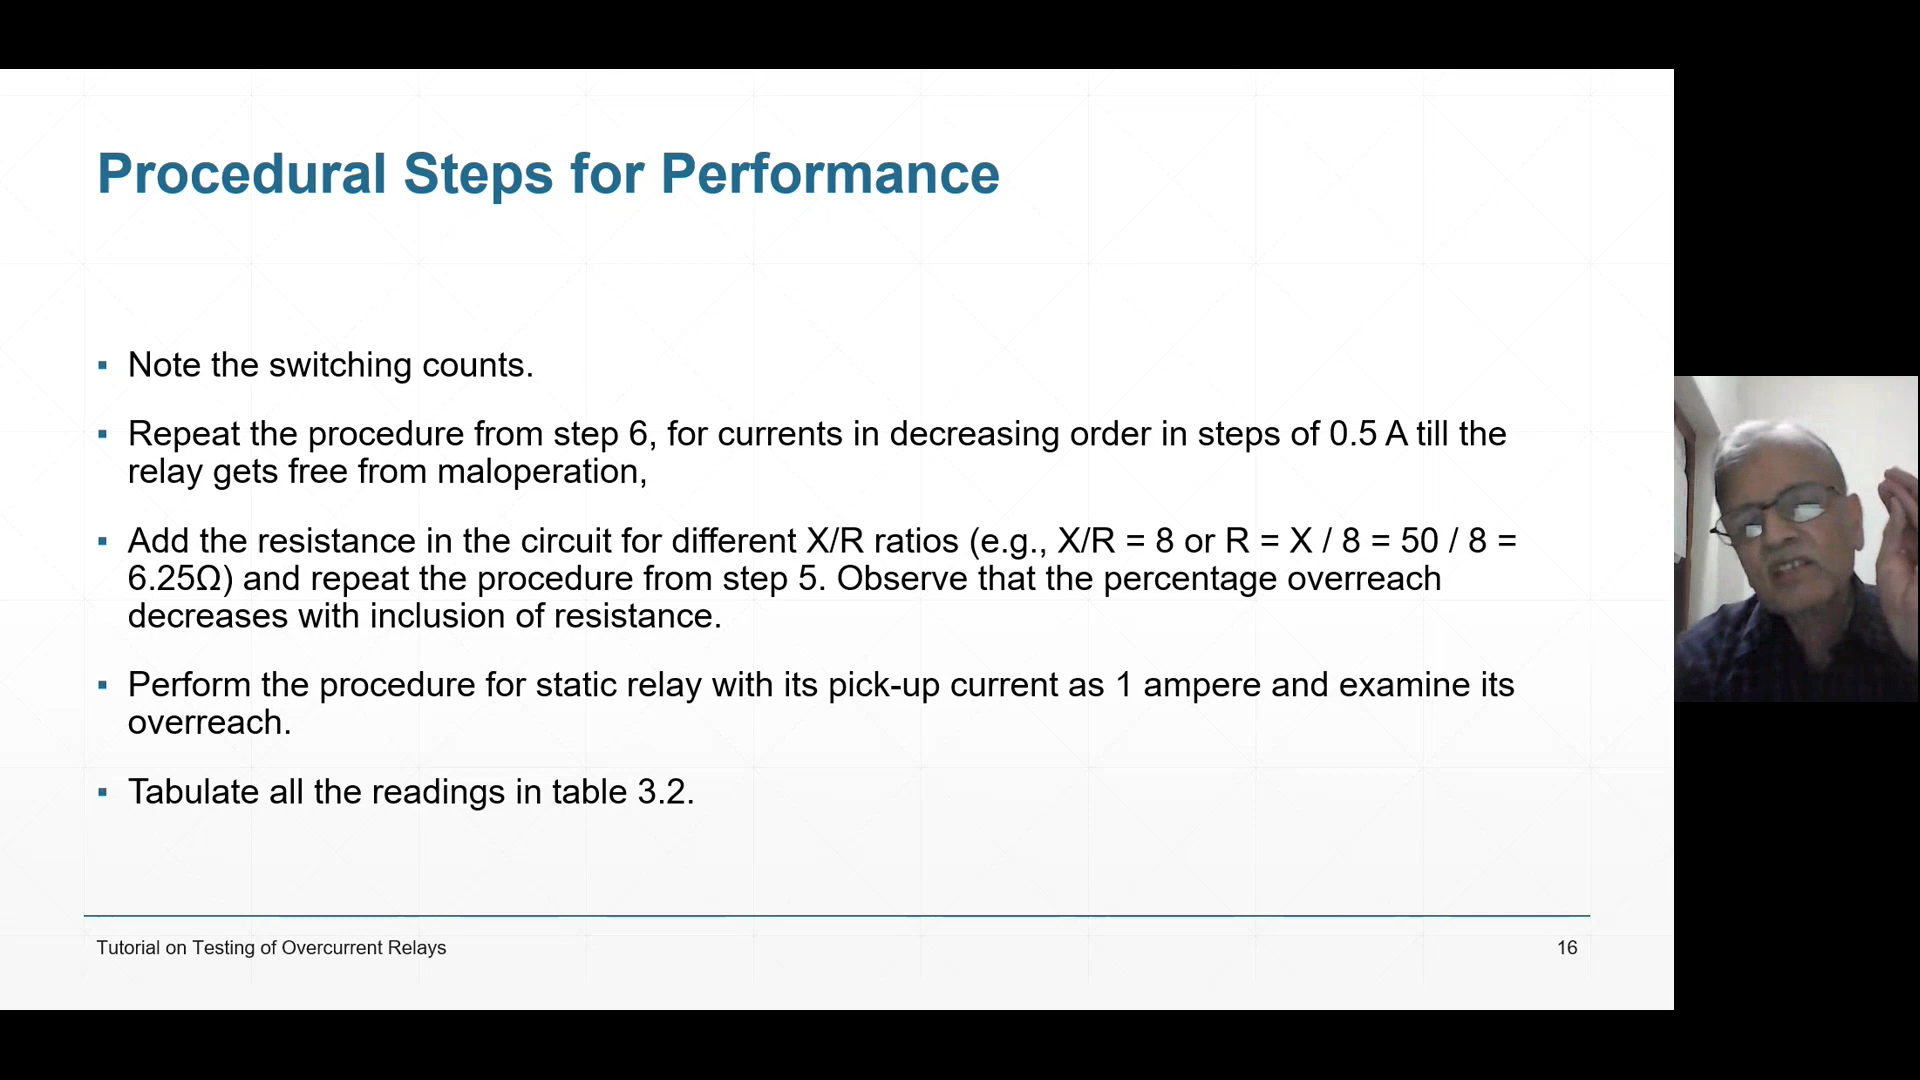 Procedural Steps for Performance
▪ Note the switching counts.
▪ Repeat the procedure from step 6, for currents in decreasing order in steps of 0.5 A till the
relay gets free from maloperation,
▪ Add the resistance in the circuit for different X/R ratios (e.g., X/R = 8 or R = X / 8 = 50 / 8 =
6.25Ω) and repeat the procedure from step 5. Observe that the percentage overreach
decreases with inclusion of resistance.
▪ Perform the procedure for static relay with its pick-up current as 1 ampere and examine its
overreach.
▪ Tabulate all the readings in table 3.2.
Tutorial on Testing of Overcurrent Relays
16